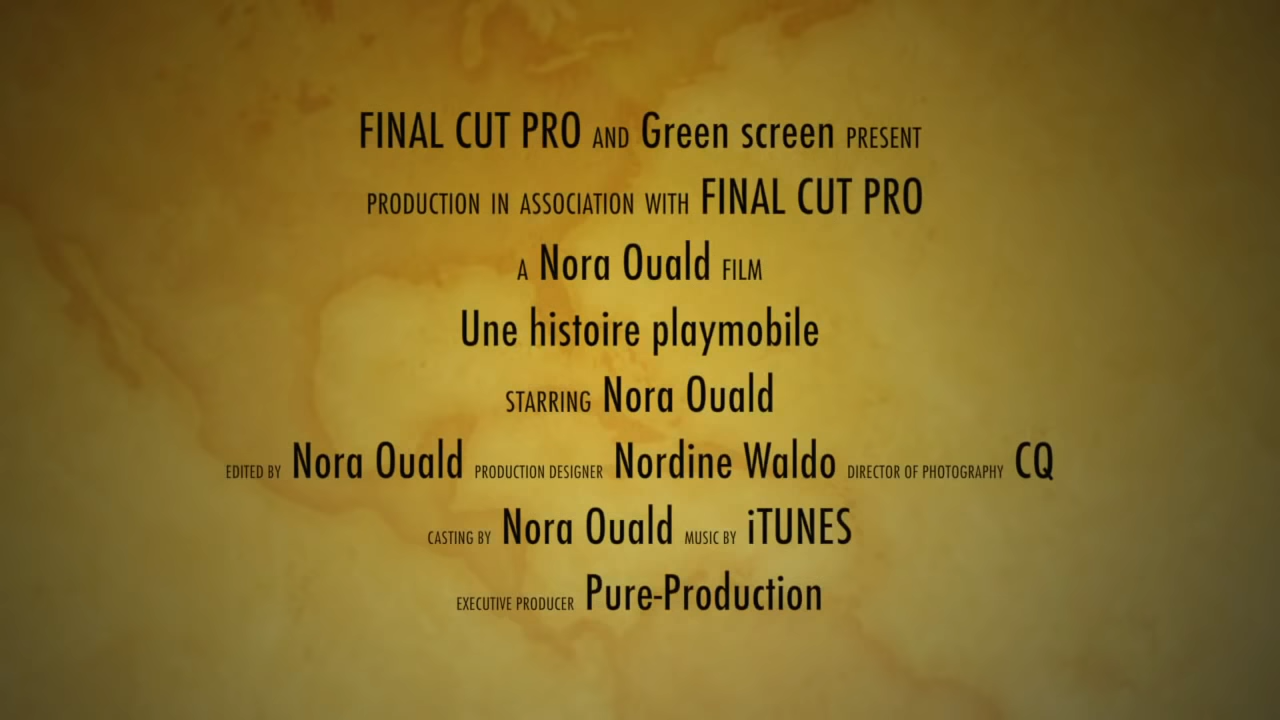 FINAL CUT PRO AND Green screen PRESENT
PRODUCTION IN ASSOCIATION WITH FINAL CUT PRO
A Nora Ouald FILM
Une histoire playmobile
STARRING Nora Ouald
EDITED BY Nora Ouald PRODUCTION DESIGNER Nordine Waldo DIRECTOR OF PHOTOGRAPHY CQ
CASTING BY Nora Ouald MUSIC BY iTUNES
EXECUTIVE PRODUCER Pure-Production